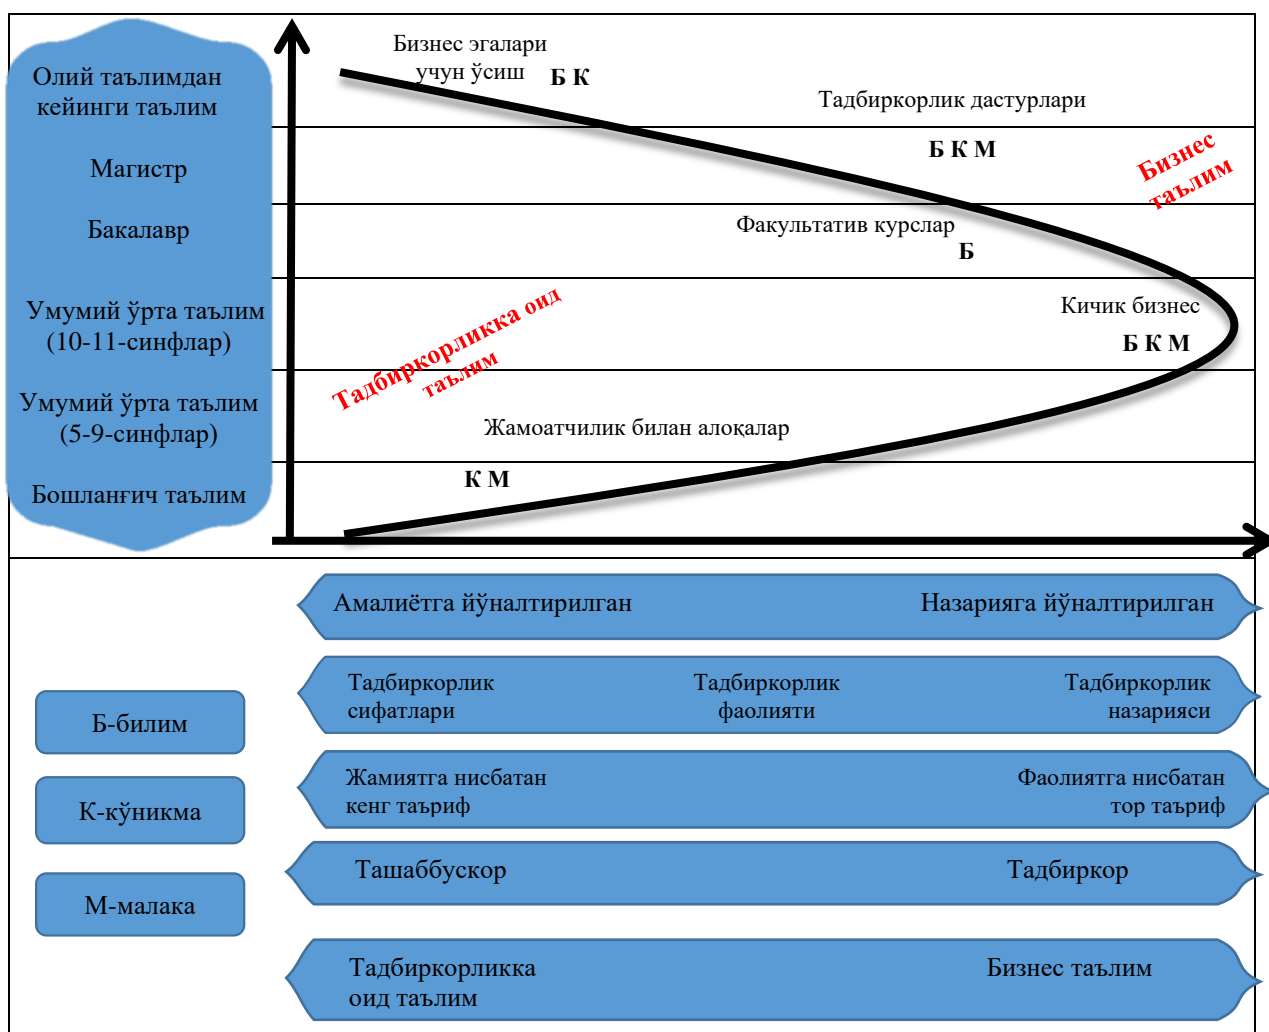 Олий таълимдан
кейинги таълим
Магистр
Бакалавр
Умумий ўрта таълим
(10-11-синфлар)
Умумий ўрта таълим
(5-9-синфлар)
Бошланғич таълим
Бизнес эгалари
учун ўсиш
Б К
Тадбиркорлик дастурлари
Б К М
Бизнес
таълим
Факультатив курслар
Б
Кичик бизнес
Б К М
Тадбиркорликка оид
таълим
Жамоатчилик билан алоқалар
К М
Амалиётга йўналтирилган
Назарияга йўналтирилган
Тадбиркорлик
сифатлари
Тадбиркорлик
фаолияти
Тадбиркорлик
назарияси
Б-билим
К-кўникма
М-малака
Жамиятга нисбатан
кенг таъриф
Фаолиятга нисбатан
тор таъриф
Ташаббускор
Тадбиркор
Тадбиркорликка
оид таълим
Бизнес таълим